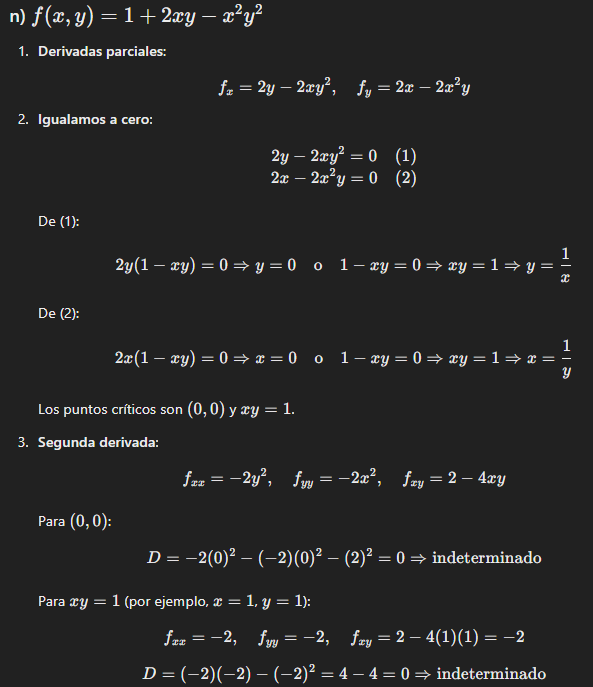 n) f(x, y) = 1 + 2xy − x²y²
1. Derivadas parciales:
fₓ = 2y − 2xy², f_y = 2x − 2x²y
2. Igualamos a cero:
2y − 2xy² = 0 (1)
2x − 2x²y = 0 (2)
De (1):
2y(1 − xy) = 0 ⇒ y = 0 o 1 − xy = 0 ⇒ xy = 1 ⇒ y = 1/x
De (2):
2x(1 − xy) = 0 ⇒ x = 0 o 1 − xy = 0 ⇒ xy = 1 ⇒ x = 1/y
Los puntos críticos son (0, 0) y xy = 1.
3. Segunda derivada:
f_xx = −2y², f_yy = −2x², f_xy = 2 − 4xy
Para (0, 0):
D = −2(0)² − (−2)(0)² − (2)² = 0 ⇒ indeterminado
Para xy = 1 (por ejemplo, x = 1, y = 1):
f_xx = −2, f_yy = −2, f_xy = 2 − 4(1)(1) = −2
D = (−2)(−2) − (−2)² = 4 − 4 = 0 ⇒ indeterminado